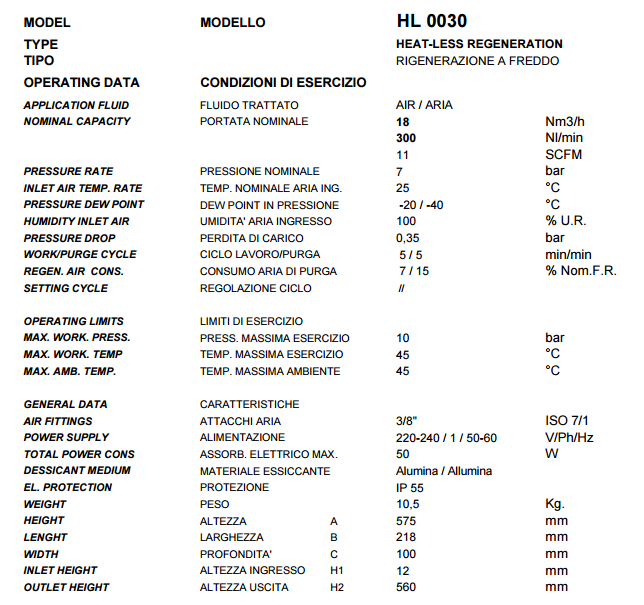 MODEL MODELLO HL 0030
TYPE HEAT-LESS REGENERATION
TIPO RIGENERAZIONE A FREDDO
OPERATING DATA CONDIZIONI DI ESERCIZIO
APPLICATION FLUID FLUIDO TRATTATO AIR / ARIA
NOMINAL CAPACITY PORTATA NOMINALE 18 Nm3/h
300 Nl/min
11 SCFM
PRESSURE RATE PRESSIONE NOMINALE 7 bar
INLET AIR TEMP. RATE TEMP. NOMINALE ARIA ING. 25 °C
PRESSURE DEW POINT DEW POINT IN PRESSIONE -20 / -40 °C
HUMIDITY INLET AIR UMIDITA' ARIA INGRESSO 100 % U.R.
PRESSURE DROP PERDITA DI CARICO 0,35 bar
WORK/PURGE CYCLE CICLO LAVORO/PURGA 5 / 5 min/min
REGEN. AIR CONS. CONSUMO ARIA DI PURGA 7 / 15 % Nom.F.R.
SETTING CYCLE REGOLAZIONE CICLO //
OPERATING LIMITS LIMITI DI ESERCIZIO
MAX. WORK. PRESS. PRESS. MASSIMA ESERCIZIO 10 bar
MAX. WORK. TEMP TEMP. MASSIMA ESERCIZIO 45 °C
MAX. AMB. TEMP. TEMP. MASSIMA AMBIENTE 45 °C
GENERAL DATA CARATTERISTICHE
AIR FITTINGS ATTACCHI ARIA 3/8" ISO 7/1
POWER SUPPLY ALIMENTAZIONE 220-240 / 1 / 50-60 V/Ph/Hz
TOTAL POWER CONS ASSORB. ELETTRICO MAX. 50 W
DESSICANT MEDIUM MATERIALE ESSICCANTE Alumina / Allumina
EL. PROTECTION PROTEZIONE IP 55
WEIGHT PESO 10,5 Kg.
HEIGHT ALTEZZA A 575 mm
LENGHT LARGHEZZA B 218 mm
WIDTH PROFONDITA' C 100 mm
INLET HEIGHT ALTEZZA INGRESSO H1 12 mm
OUTLET HEIGHT ALTEZZA USCITA H2 560 mm